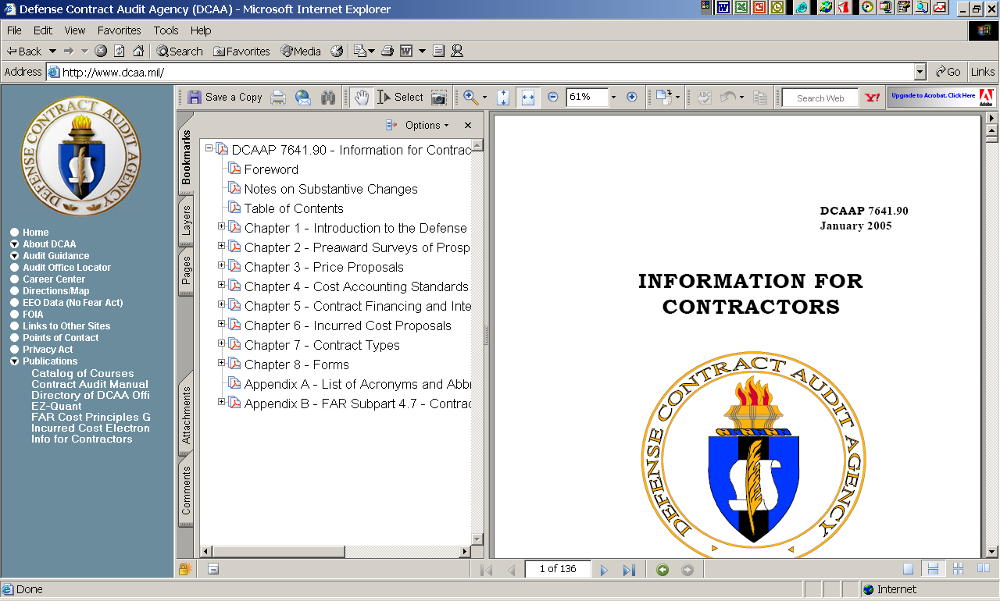 Defense Contract Audit Agency (DCAA) - Microsoft Internet Explorer
File Edit View Favorites Tools Help
Back Search Favorites Media
Address http://www.dcaa.mil/ Go Links
DEFENSE CONTRACT AUDIT AGENCY
Home
About DCAA
Audit Guidance
Audit Office Locator
Career Center
Directions/Map
EEO Data (No Fear Act)
FOIA
Links to Other Sites
Points of Contact
Privacy Act
Publications
Catalog of Courses
Contract Audit Manual
Directory of DCAA Offi
EZ-Quant
FAR Cost Principles G
Incurred Cost Electron
Info for Contractors
Save a Copy Select 61% Search Web Y! Upgrade to Acrobat. Click Here Adobe
Bookmarks
Layers
Pages
Attachments
Comments
Options
DCAAP 7641.90 - Information for Contrac
Foreword
Notes on Substantive Changes
Table of Contents
Chapter 1 - Introduction to the Defense
Chapter 2 - Preaward Surveys of Prosp
Chapter 3 - Price Proposals
Chapter 4 - Cost Accounting Standards
Chapter 5 - Contract Financing and Inte
Chapter 6 - Incurred Cost Proposals
Chapter 7 - Contract Types
Chapter 8 - Forms
Appendix A - List of Acronyms and Abb
Appendix B - FAR Subpart 4.7 - Contrac
DCAAP 7641.90
January 2005
INFORMATION FOR
CONTRACTORS
DEFENSE CONTRACT AUDIT AGENCY
1 of 136
Done Internet